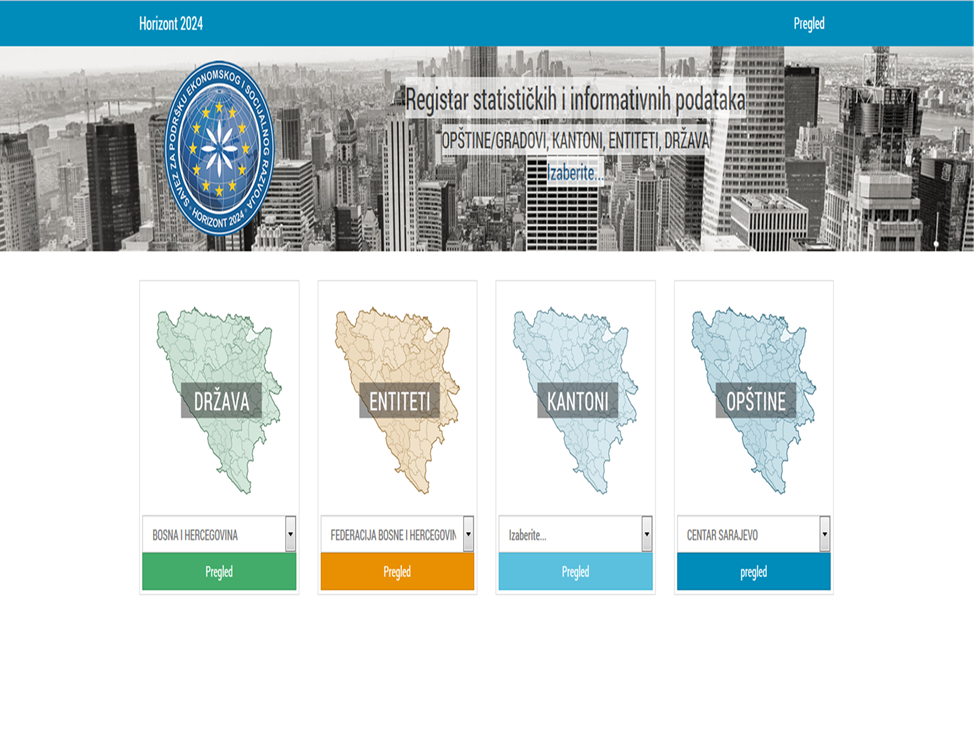 Horizont 2024
Pregled
SAVEZ ZA PODRŠKU EKONOMSKOG I SOCIJALNOG RAZVOJA
· HORIZONT 2024 ·
Registar statističkih i informativnih podataka
OPŠTINE/GRADOVI, KANTONI, ENTITETI, DRŽAVA
Izaberite...
DRŽAVA
ENTITETI
KANTONI
OPŠTINE
BOSNA I HERCEGOVINA
FEDERACIJA BOSNE I HERCEGOVIN
Izaberite...
CENTAR SARAJEVO
Pregled
Pregled
Pregled
pregled